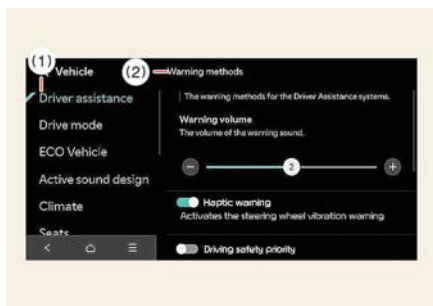 (1)
Vehicle
(2)
Warning methods
Driver assistance
The warning methods for the Driver Assistance systems.
Drive mode
Warning volume
The volume of the warning sound.
ECO Vehicle
2
Active sound design
Climate
Haptic warning
Activates the steering wheel vibration warning
Seats
Driving safety priority